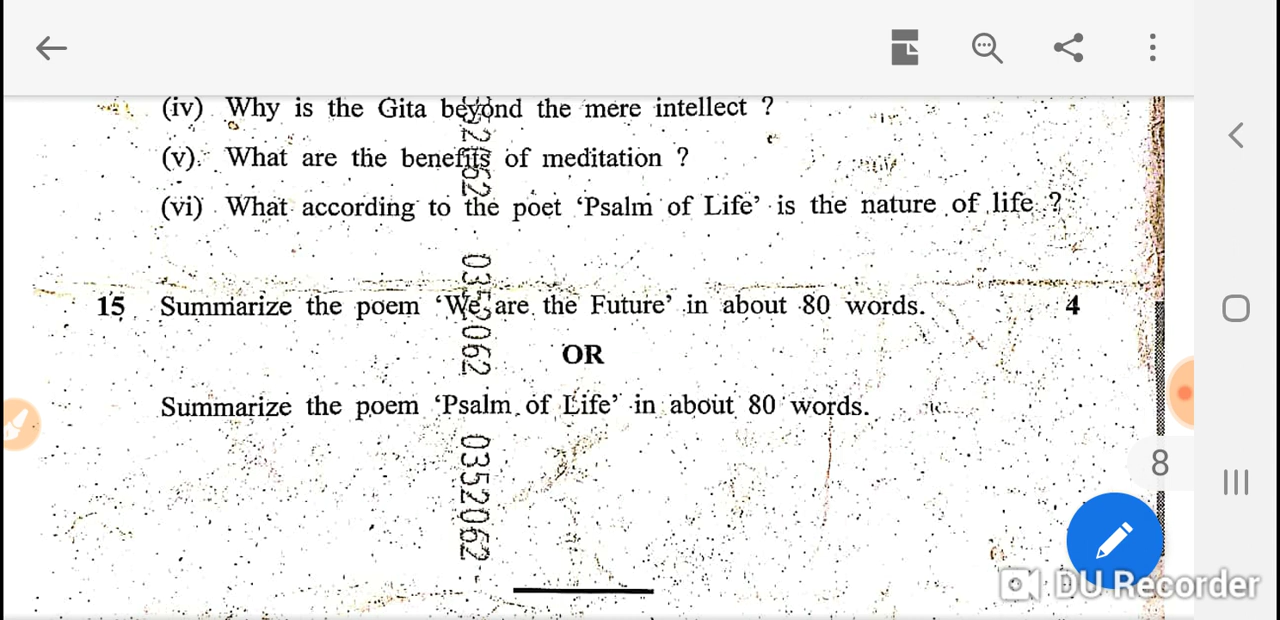 (iv) Why is the Gita beyond the mere intellect ?
(v). What are the benefits of meditation ?
(vi) What according to the poet ‘Psalm of Life’ is the nature of life ?
15 Summarize the poem ‘We are the Future’ in about 80 words. 4
OR
Summarize the poem ‘Psalm of Life’ in about 80 words.
0352062
0352062
52062
8
DU Recorder